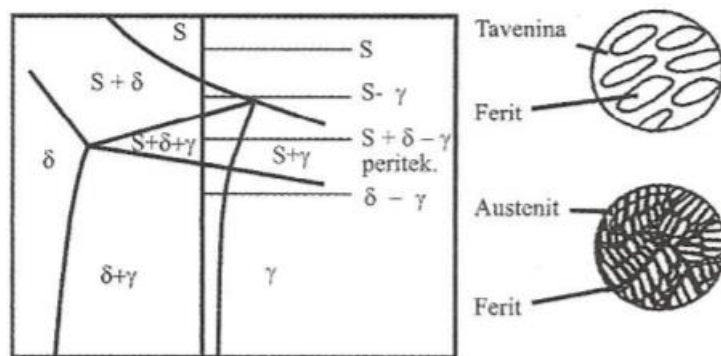 S
S
S + δ
S- γ
S+δ+γ
S+γ
S + δ – γ
peritek.
δ
δ – γ
δ+γ
γ
Tavenina
Ferit
Austenit
Ferit